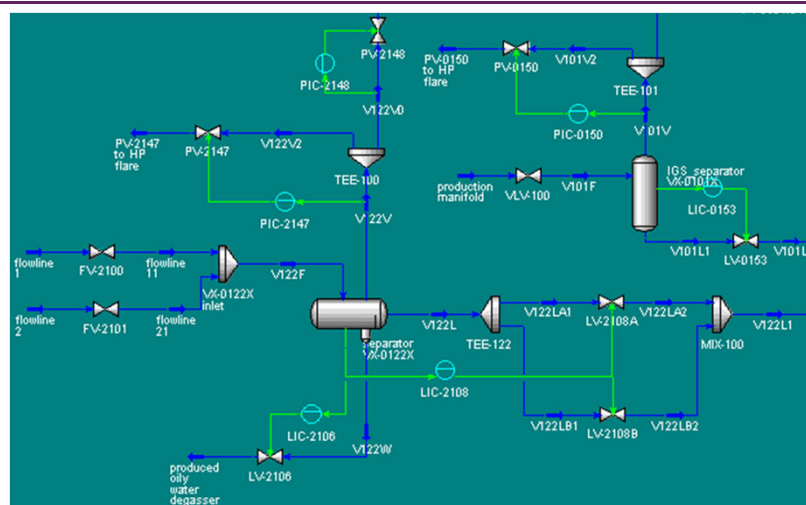 PV-2148
PIC-2148
V122V0
PV-2147
to HP
flare
PV-2147
V122V2
TEE-100
PIC-2147
V122V
PV-0150
to HP
flare
PV-0150
V101V2
TEE-101
PIC-0150
V101V
production
manifold
VLV-100
V101F
IGS_separator
VX-0101X
LIC-0153
V101L1
LV-0153
V101L
flowline
1
FV-2100
flowline
11
VX-0122X
inlet
V122F
flowline
2
FV-2101
flowline
21
separator
VX-0122X
V122L
TEE-122
V122LA1
LV-2108A
V122LA2
MIX-100
V122L1
LIC-2108
V122LB1
LV-2108B
V122LB2
LIC-2106
V122W
LV-2106
produced
oily
water
degasser